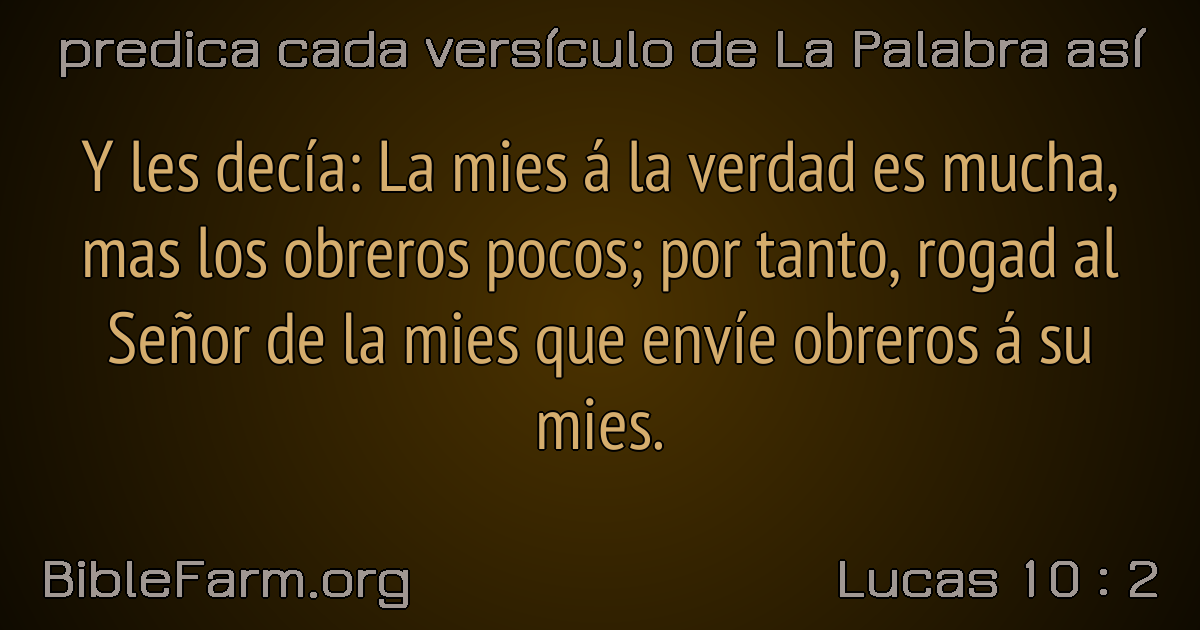 predica cada versículo de La Palabra así
Y les decía: La mies á la verdad es mucha,
mas los obreros pocos; por tanto, rogad al
Señor de la mies que envíe obreros á su
mies.
BibleFarm.org
Lucas 10 : 2